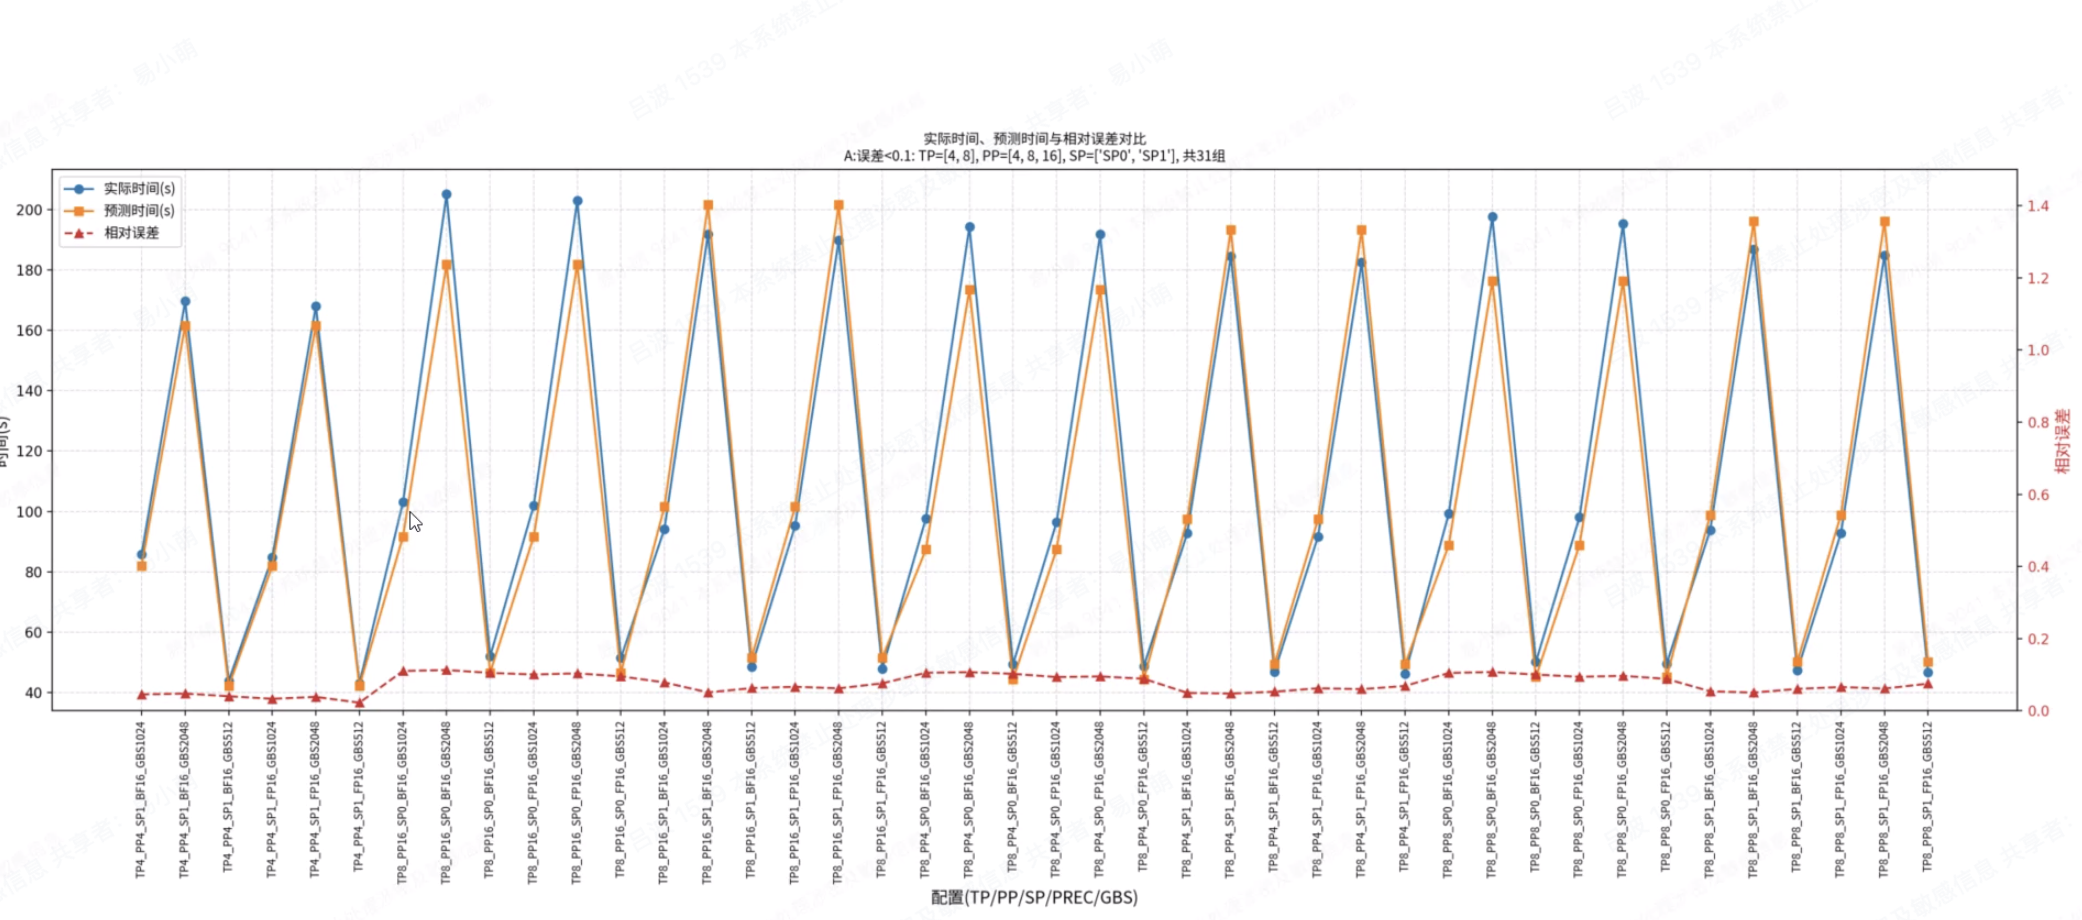 实际时间、预测时间与相对误差对比
A:误差<0.1: TP=[4, 8], PP=[4, 8, 16], SP=['SP0', 'SP1'], 共31组
实际时间(s)
预测时间(s)
相对误差
200
180
160
140
120
100
80
60
40
时间(s)
1.4
1.2
1.0
0.8
0.6
0.4
0.2
0.0
相对误差
TP4_PP4_SP1_BF16_GBS1024
TP4_PP4_SP1_BF16_GBS2048
TP4_PP4_SP1_BF16_GBS512
TP4_PP4_SP1_FP16_GBS1024
TP4_PP4_SP1_FP16_GBS2048
TP4_PP4_SP1_FP16_GBS512
TP8_PP16_SP0_BF16_GBS1024
TP8_PP16_SP0_BF16_GBS2048
TP8_PP16_SP0_BF16_GBS512
TP8_PP16_SP0_FP16_GBS1024
TP8_PP16_SP0_FP16_GBS2048
TP8_PP16_SP0_FP16_GBS512
TP8_PP16_SP1_BF16_GBS1024
TP8_PP16_SP1_BF16_GBS2048
TP8_PP16_SP1_BF16_GBS512
TP8_PP16_SP1_FP16_GBS1024
TP8_PP16_SP1_FP16_GBS2048
TP8_PP16_SP1_FP16_GBS512
TP8_PP4_SP0_BF16_GBS1024
TP8_PP4_SP0_BF16_GBS2048
TP8_PP4_SP0_BF16_GBS512
TP8_PP4_SP0_FP16_GBS1024
TP8_PP4_SP0_FP16_GBS2048
TP8_PP4_SP0_FP16_GBS512
TP8_PP4_SP1_BF16_GBS1024
TP8_PP4_SP1_BF16_GBS2048
TP8_PP4_SP1_BF16_GBS512
TP8_PP4_SP1_FP16_GBS1024
TP8_PP4_SP1_FP16_GBS2048
TP8_PP4_SP1_FP16_GBS512
TP8_PP8_SP0_BF16_GBS1024
TP8_PP8_SP0_BF16_GBS2048
TP8_PP8_SP0_BF16_GBS512
TP8_PP8_SP0_FP16_GBS1024
TP8_PP8_SP0_FP16_GBS2048
TP8_PP8_SP0_FP16_GBS512
TP8_PP8_SP1_BF16_GBS1024
TP8_PP8_SP1_BF16_GBS2048
TP8_PP8_SP1_BF16_GBS512
TP8_PP8_SP1_FP16_GBS1024
TP8_PP8_SP1_FP16_GBS2048
TP8_PP8_SP1_FP16_GBS512
配置(TP/PP/SP/PREC/GBS)